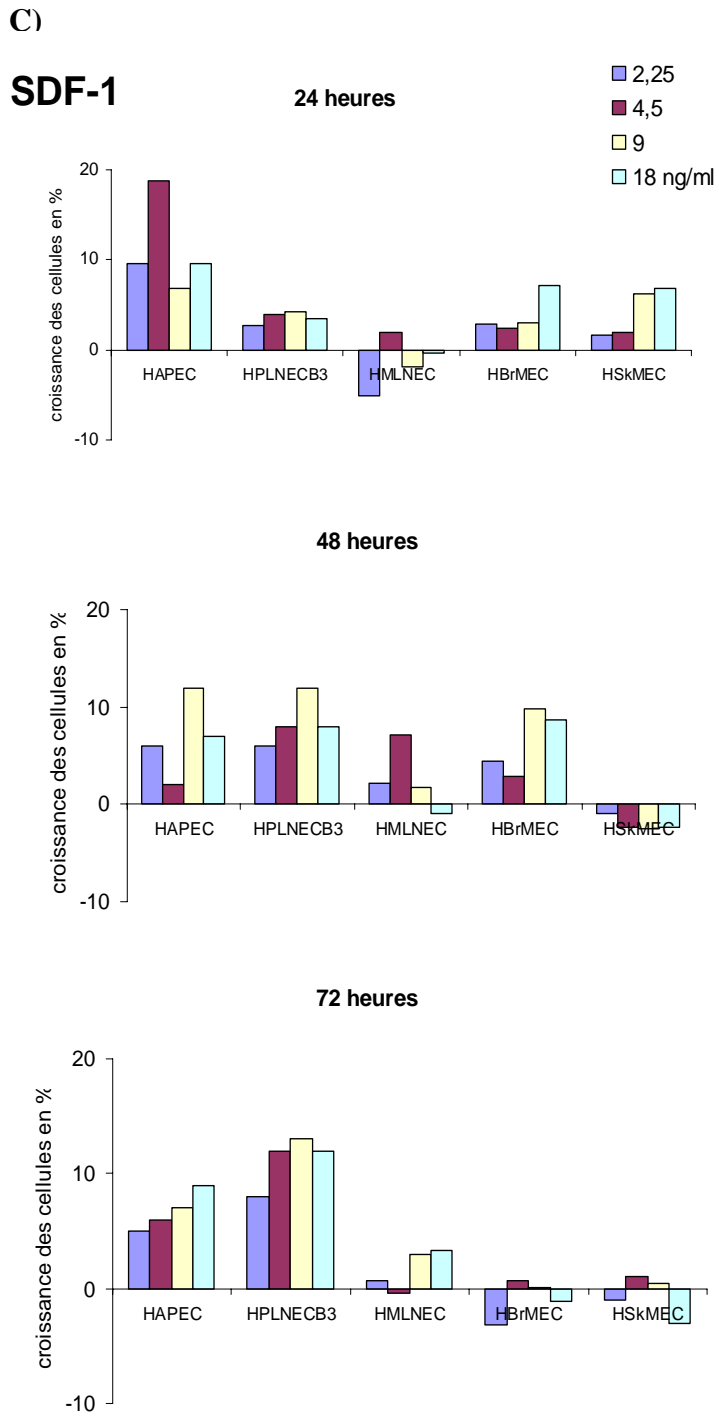 C)
SDF-1
24 heures
2,25
4,5
9
18 ng/ml
croissance des cellules en %
20
10
0
-10
HAPEC HPLNECB3 HMLNEC HBrMEC HSkMEC
48 heures
croissance des cellules en %
20
10
0
-10
HAPEC HPLNECB3 HMLNEC HBrMEC HSkMEC
72 heures
croissance des cellules en %
20
10
0
-10
HAPEC HPLNECB3 HMLNEC HBrMEC HSkMEC